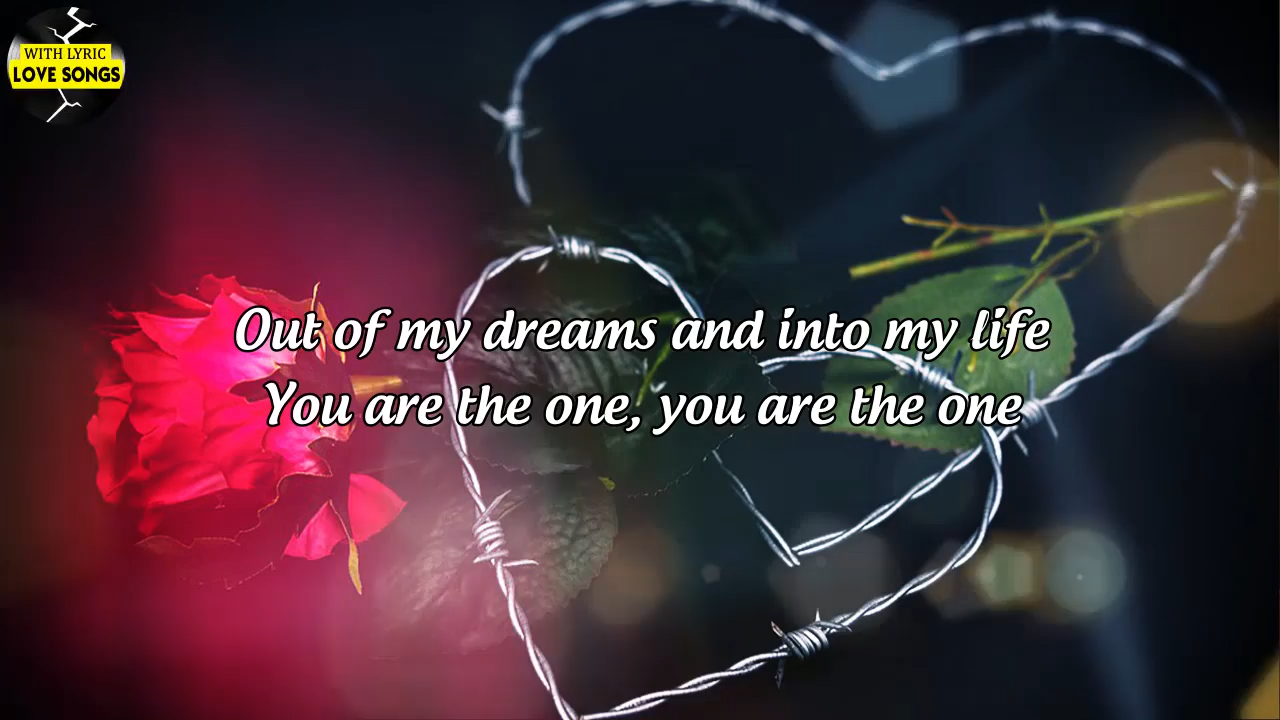 WITH LYRIC
LOVE SONGS
Out of my dreams and into my life
You are the one, you are the one